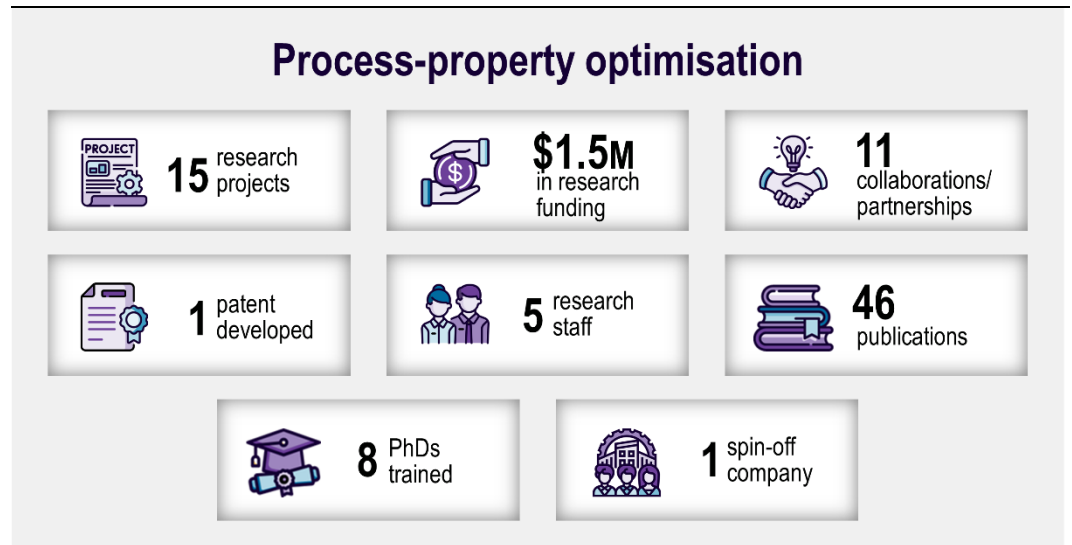 Process-property optimisation
PROJECT
15 research
projects
$1.5M
in research
funding
$
11
collaborations/
partnerships
1 patent
developed
5 research
staff
46
publications
8 PhDs
trained
1 spin-off
company